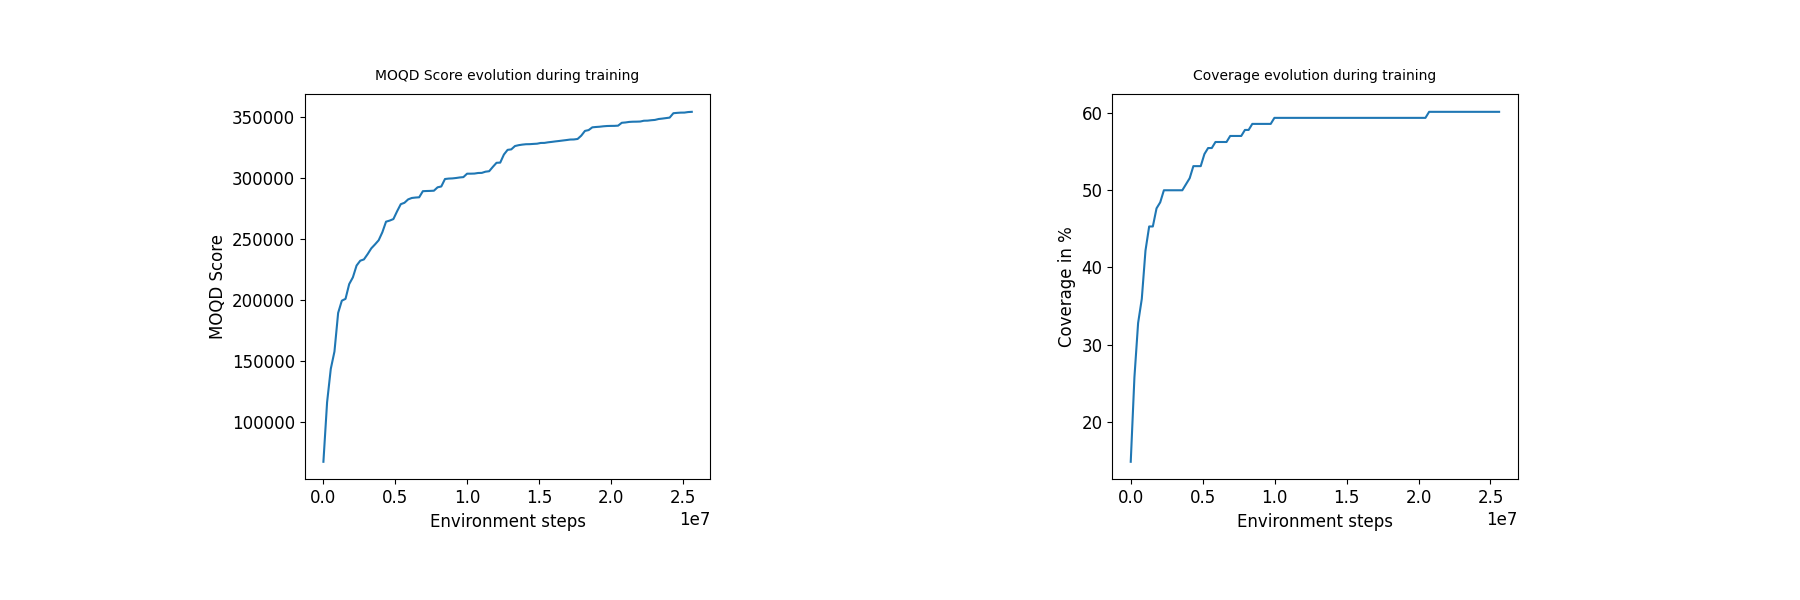 MOQD Score evolution during training
MOQD Score
350000
300000
250000
200000
150000
100000
0.0 0.5 1.0 1.5 2.0 2.5
1e7
Environment steps
Coverage evolution during training
Coverage in %
60
50
40
30
20
0.0 0.5 1.0 1.5 2.0 2.5
1e7
Environment steps